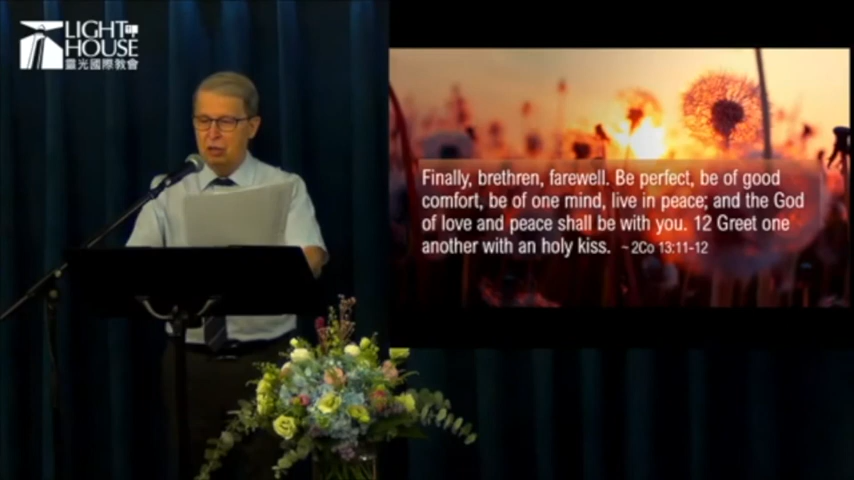 LIGHT
HOUSE
靈光國際教會
Finally, brethren, farewell. Be perfect, be of good
comfort, be of one mind, live in peace; and the God
of love and peace shall be with you. 12 Greet one
another with an holy kiss. ~ 2Co 13:11-12